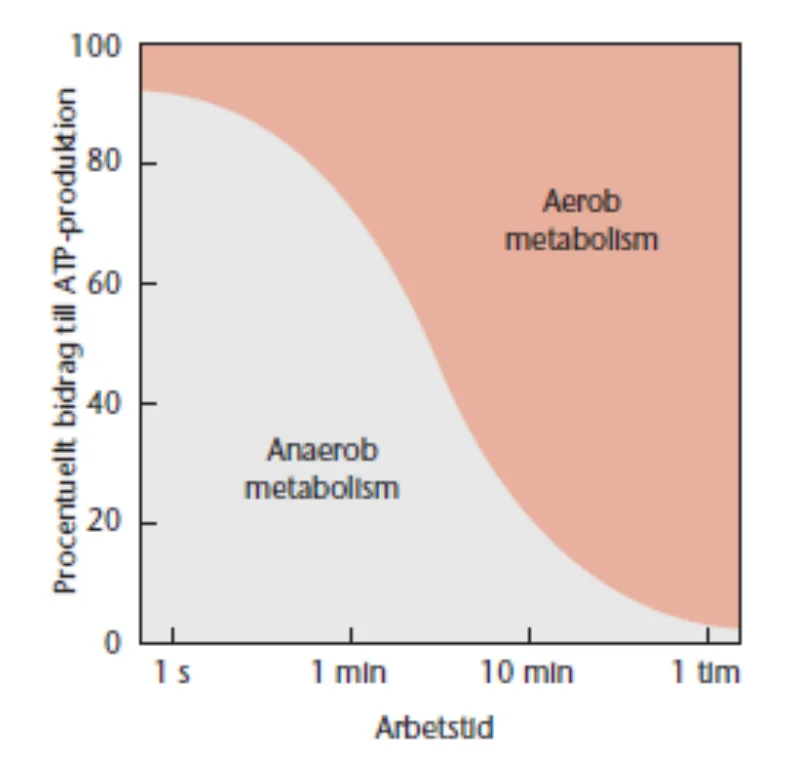 Procentuellt bidrag till ATP-produktion
100
80
60
40
20
0
Aerob
metabolism
Anaerob
metabolism
1 s 1 min 10 min 1 tim
Arbetstid